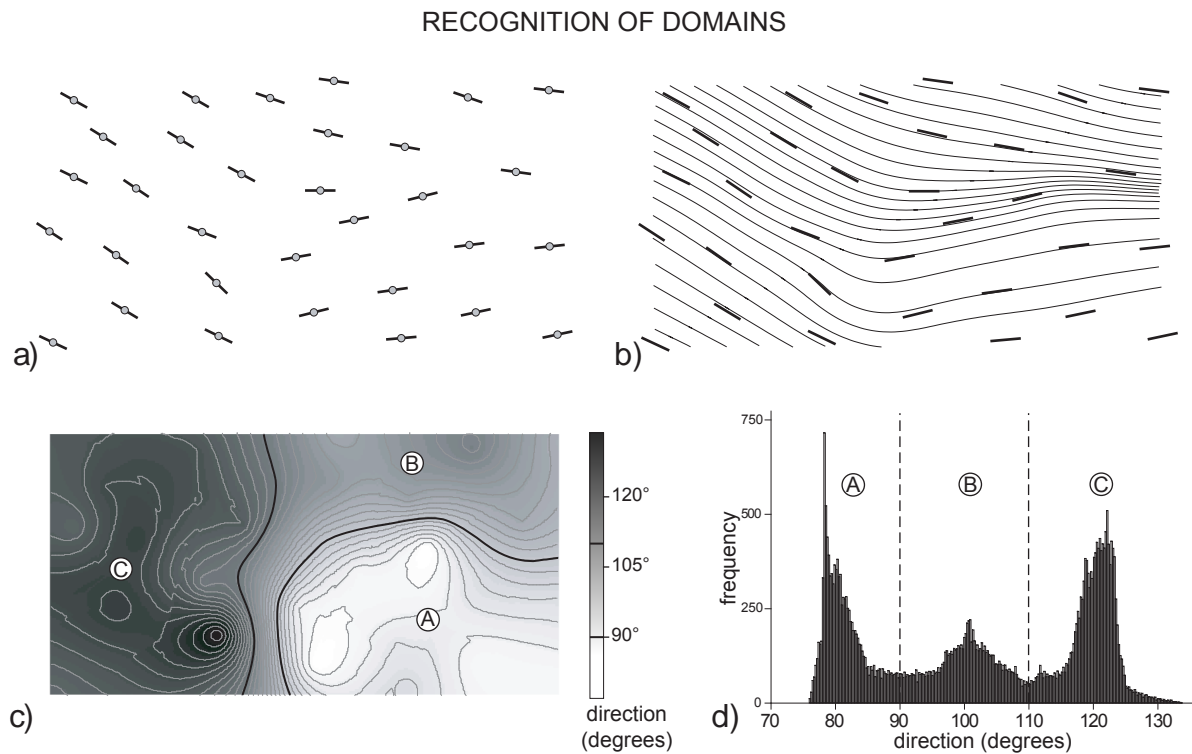 RECOGNITION OF DOMAINS
a)
b)
B
C
A
120°
105°
90°
direction
(degrees)
c)
750
500
250
0
frequency
A
B
C
70 80 90 100 110 120 130
direction (degrees)
d)